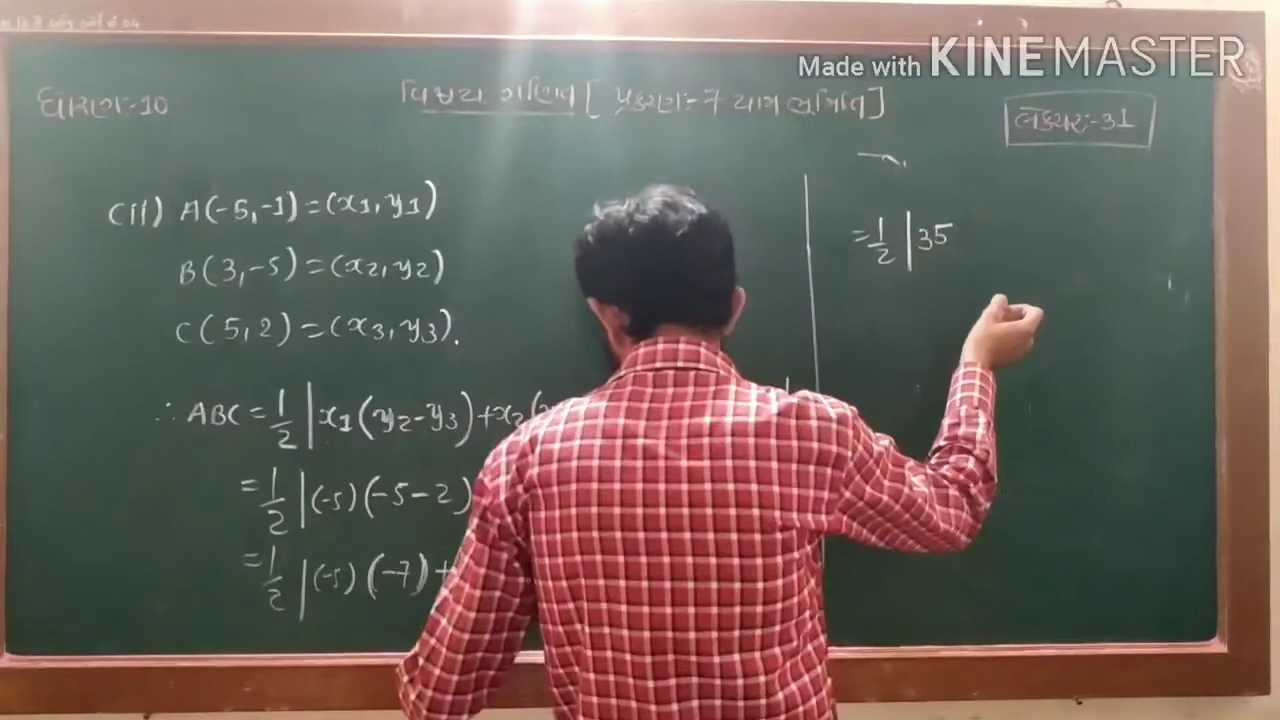 Made with KINEMASTER
ધોરણ:-10
વિષય ગણિત [ પ્રકરણ:-7 યામ ભૂમિતિ ]
લેક્ચર:-31
(ii) A(-5,-1)=(x1,y1)
B(3,-5)=(x2,y2)
C(5,2)=(x3,y3).
∴ ABC = 1/2 |x1(y2-y3)+x2(
= 1/2 |(-5)(-5-2)
= 1/2 |(-5)(-7)+
= 1/2 |35